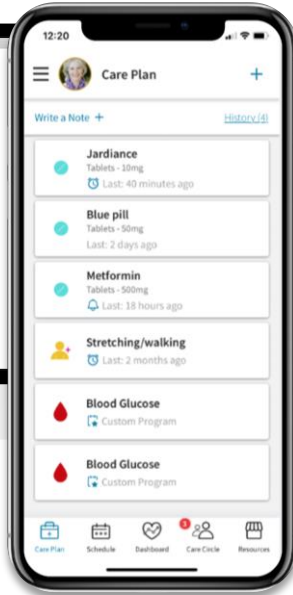 12:20
Care Plan
Write a Note +
History (4)
Jardiance
Tablets - 10mg
Last: 40 minutes ago
Blue pill
Tablets - 50mg
Last: 2 days ago
Metformin
Tablets - 500mg
Last: 18 hours ago
Stretching/walking
Last: 2 months ago
Blood Glucose
Custom Program
Blood Glucose
Custom Program
3
Care Plan
Schedule
Dashboard
Care Circle
Resources